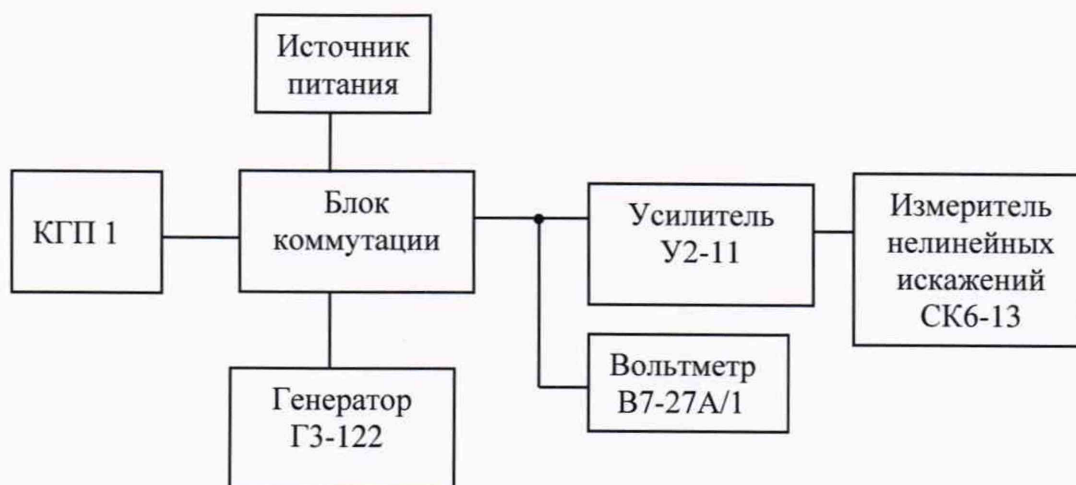 Источник
питания
КГП 1
Блок
коммутации
Усилитель
У2-11
Измеритель
нелинейных
искажений
СК6-13
Генератор
ГЗ-122
Вольтметр
В7-27А/1